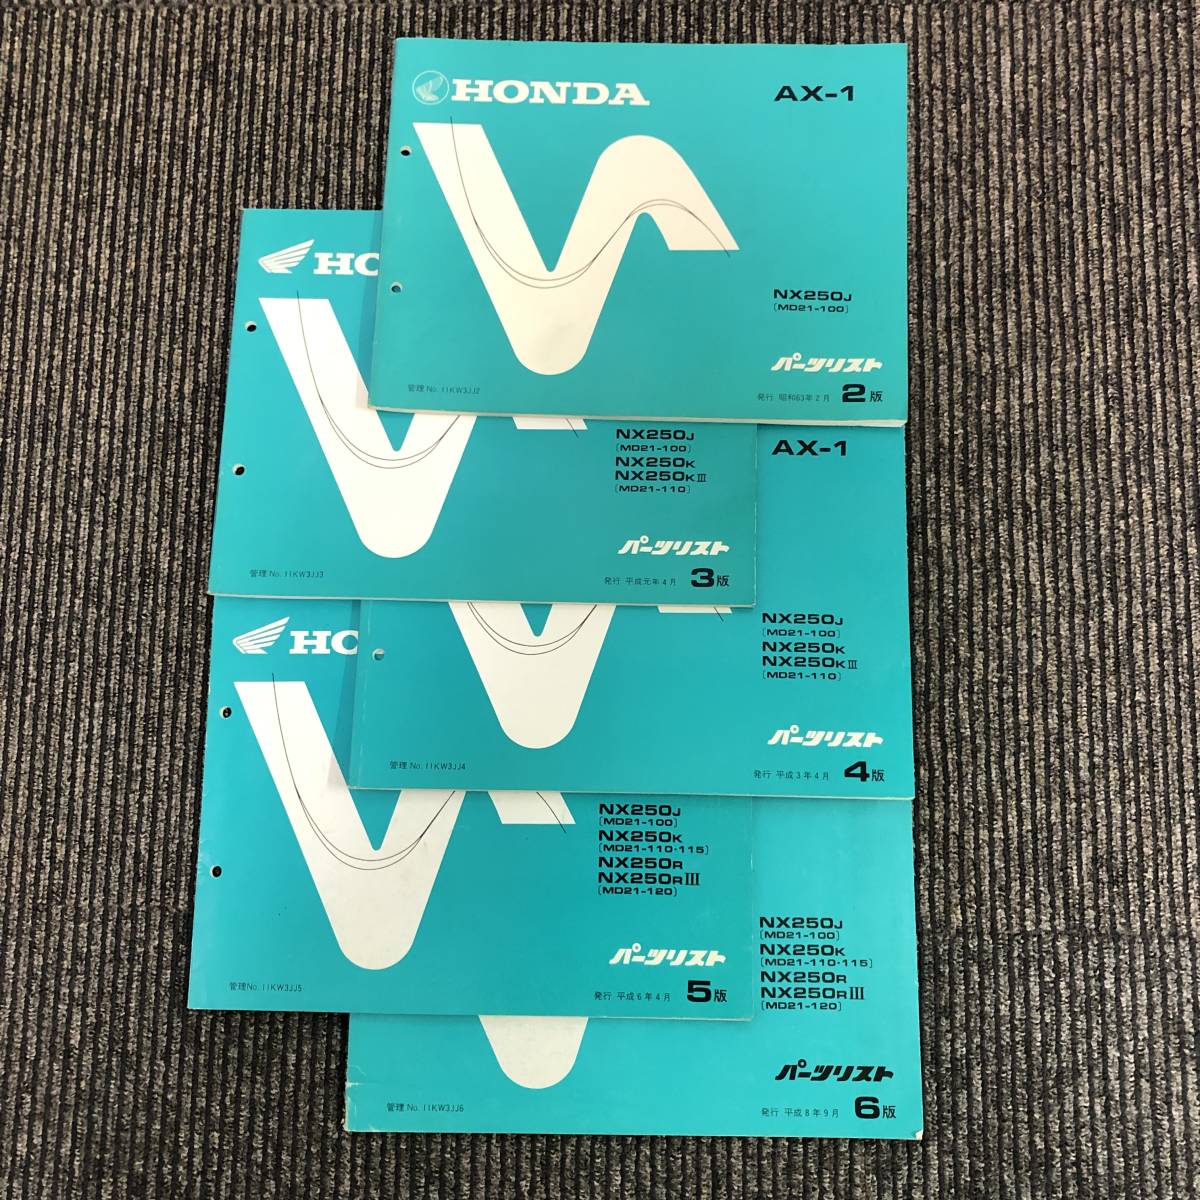 HONDA
AX-1
NX250J
(MD21-100)
パーツリスト
管理No. 11KW3JJ2
発行 昭和63年2月 2版
HO
NX250J
(MD21-100)
NX250K
NX250KIII
(MD21-110)
パーツリスト
管理No. 11KW3JJ3
発行 平成元年4月 3版
AX-1
NX250J
(MD21-100)
NX250K
NX250KIII
(MD21-110)
パーツリスト
管理No. 11KW3JJ4
発行 平成3年4月 4版
HO
NX250J
(MD21-100)
NX250K
(MD21-110・115)
NX250R
NX250RIII
(MD21-120)
パーツリスト
管理No. 11KW3JJ5
発行 平成6年4月 5版
NX250J
(MD21-100)
NX250K
(MD21-110・115)
NX250R
NX250RIII
(MD21-120)
パーツリスト
管理No. 11KW3JJ6
発行 平成8年9月 6版